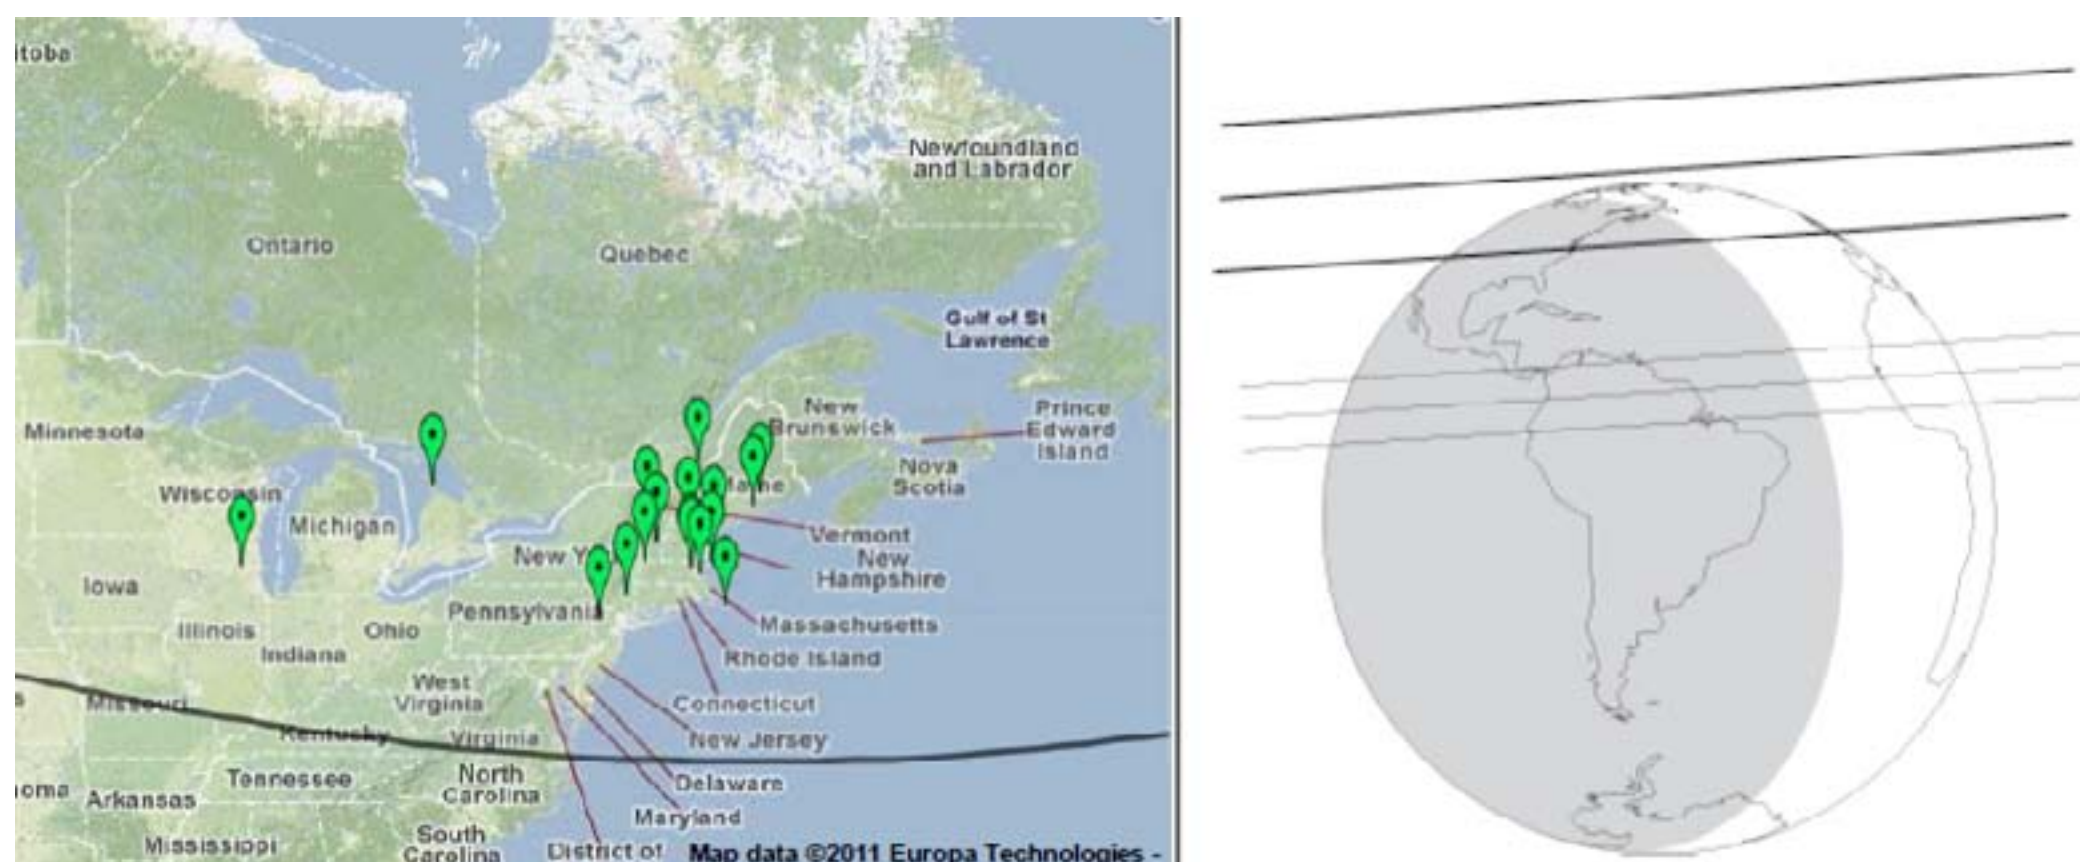 itoba
Newfoundland
and Labrador
Ontario
Quebec
Gulf of St
Lawrence
Minnesota
New
Brunswick
Prince
Edward
Island
Nova
Scotia
Wisconsin
Maine
Michigan
Vermont
New Y
New
Hampshire
Iowa
Pennsylvania
Massachusetts
Illinois
Ohio
Indiana
Rhode Island
West
Virginia
Missouri
Connecticut
Kentucky
Virginia
New Jersey
Tennessee
North
Carolina
Delaware
oma
Arkansas
Maryland
Mississippi
South
Carolina
District of
Map data ©2011 Europa Technologies -